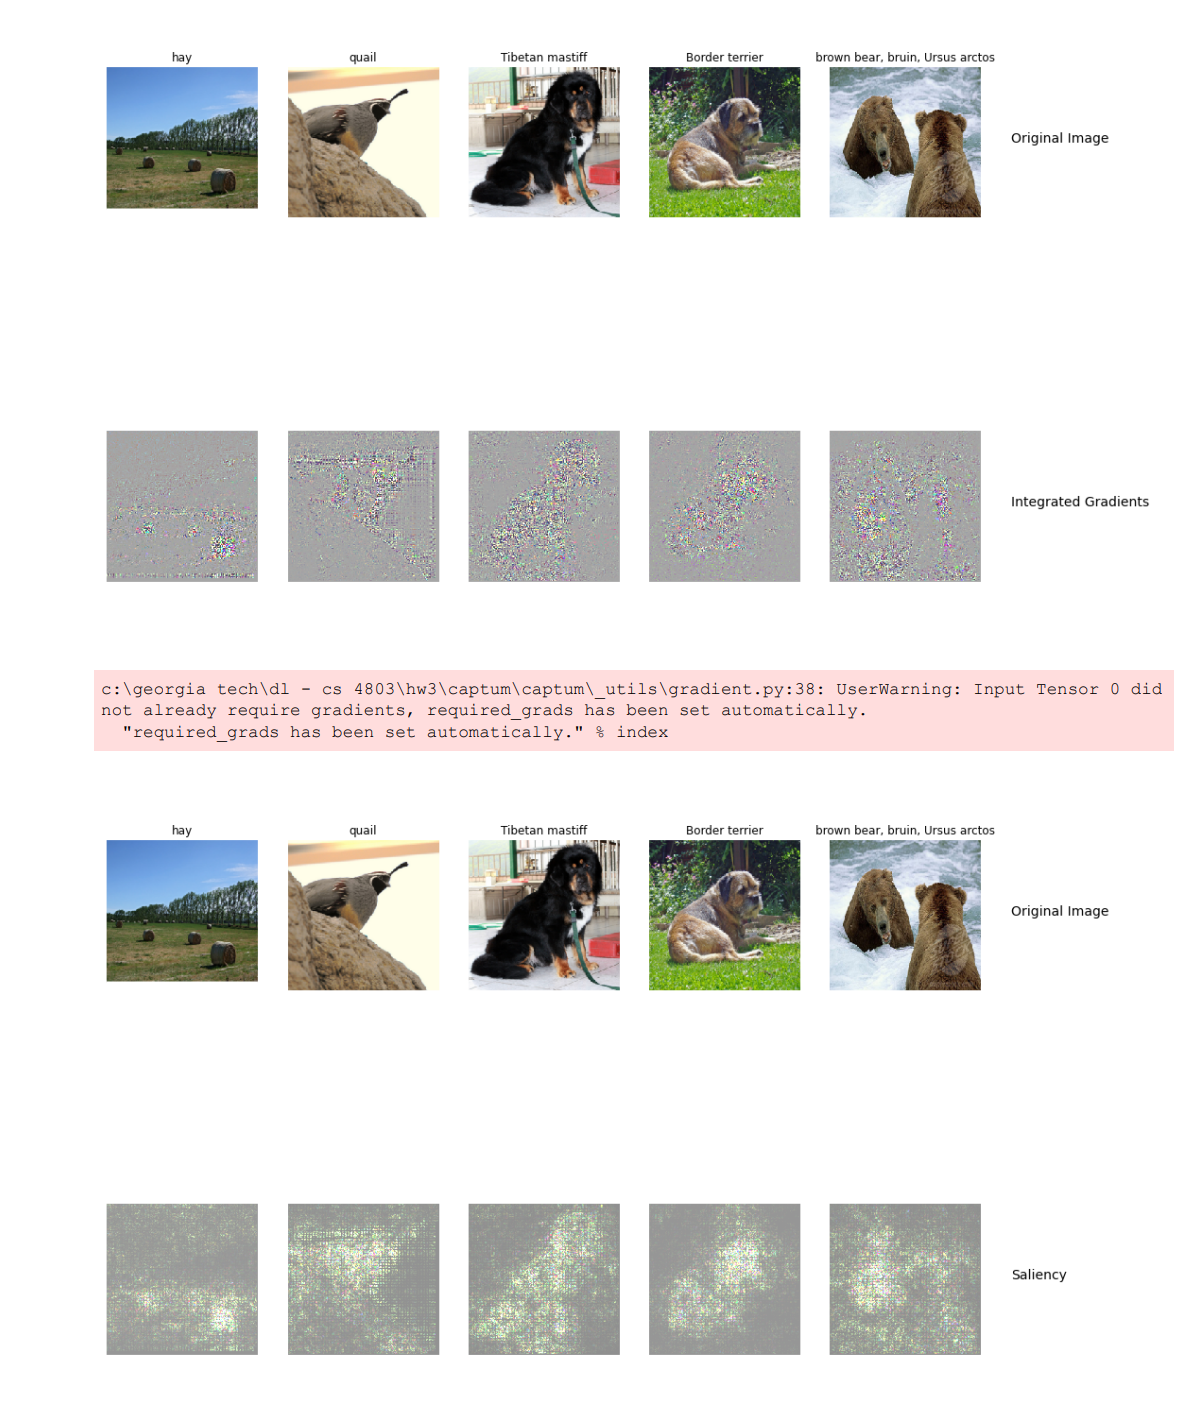 hay
quail
Tibetan mastiff
Border terrier
brown bear, bruin, Ursus arctos
Original Image
Integrated Gradients
c:\georgia tech\dl - cs 4803\hw3\captum\captum\_utils\gradient.py:38: UserWarning: Input Tensor 0 did
not already require gradients, required_grads has been set automatically.
  "required_grads has been set automatically." % index
hay
quail
Tibetan mastiff
Border terrier
brown bear, bruin, Ursus arctos
Original Image
Saliency